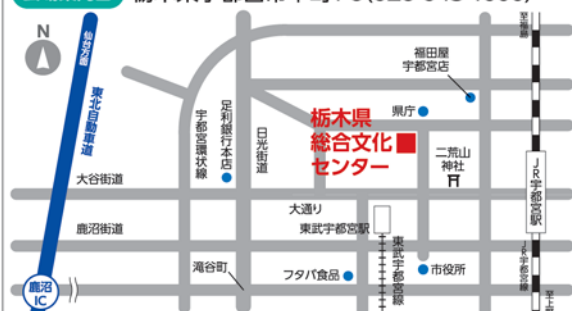 N
仙台方面
東北自動車道
至福島
福田屋
宇都宮店
県庁
栃木県
総合文化
センター
二荒山
神社
宇都宮環状線
足利銀行本店
日光街道
大谷街道
大通り
鹿沼街道
東武宇都宮駅
JR宇都宮駅
東武宇都宮線
JR宇都宮線
滝谷町
フタバ食品
市役所
鹿沼
IC